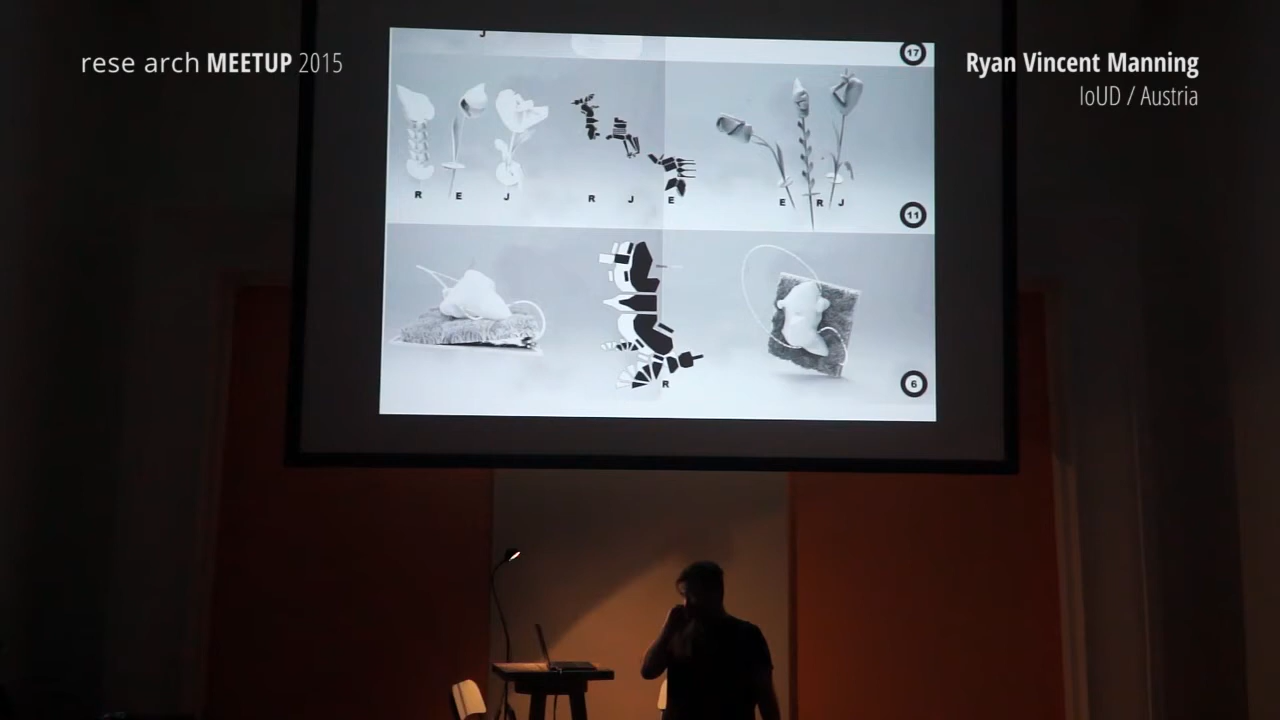 rese arch MEETUP 2015
Ryan Vincent Manning
IoUD / Austria
17
R E J
R J E
E R J
11
R
6